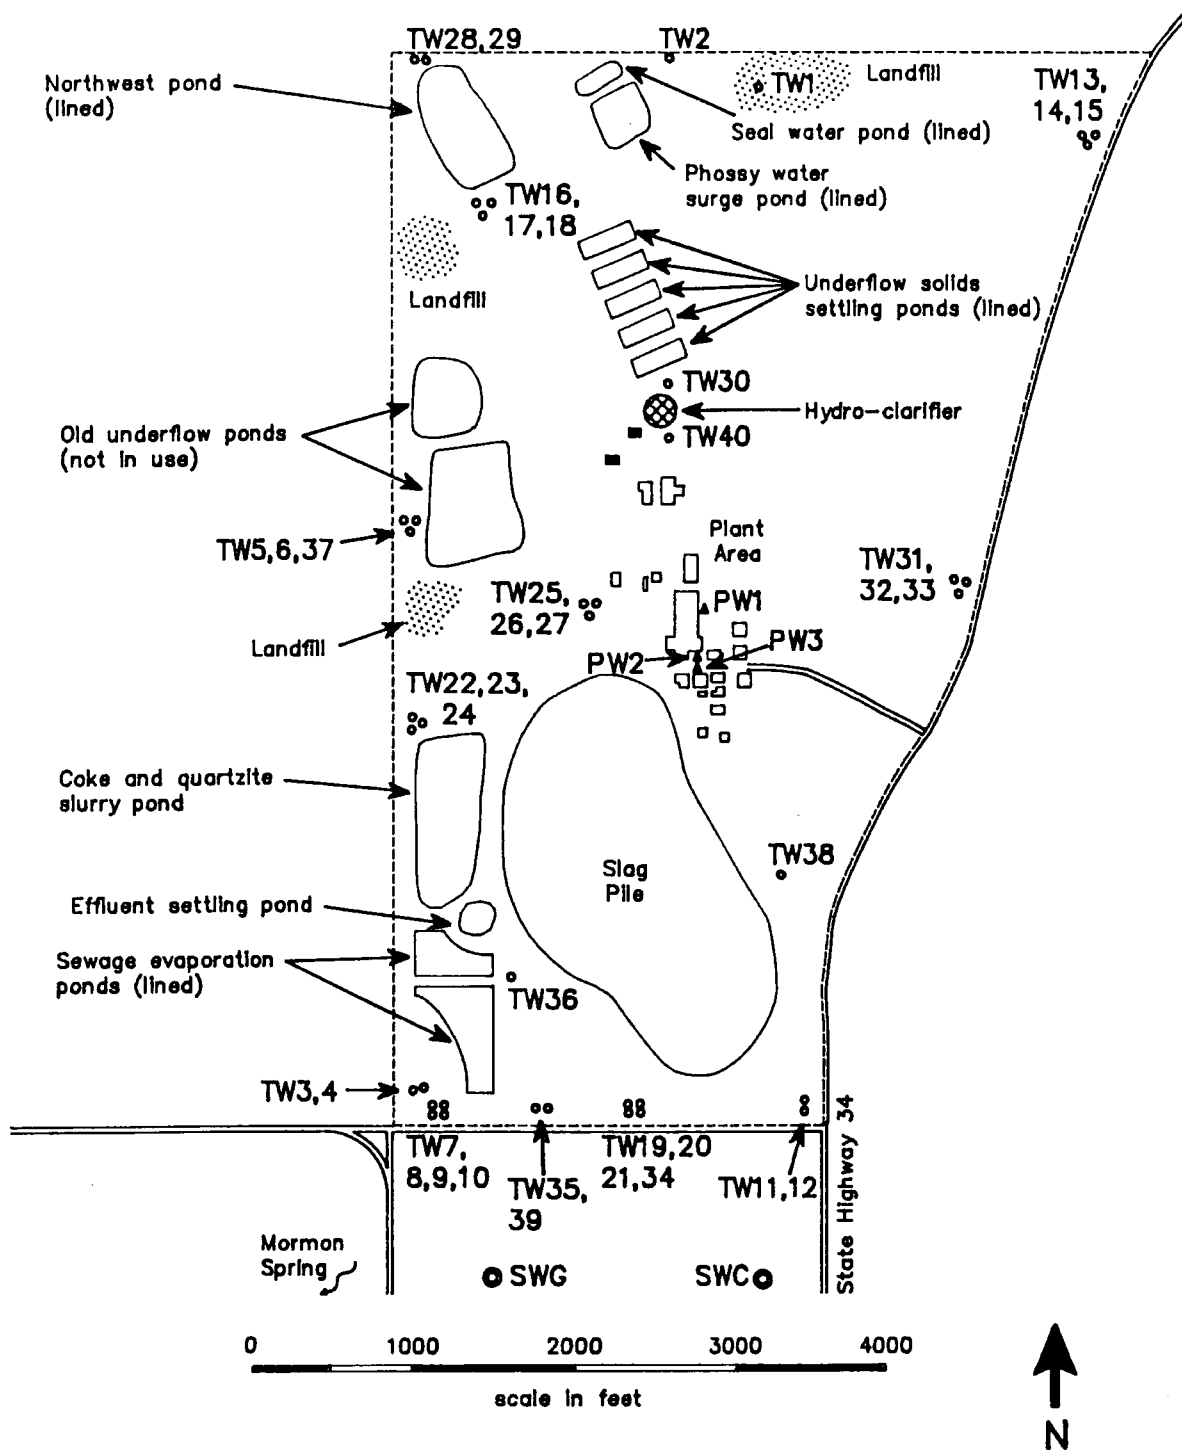 TW28,29
TW2
Northwest pond
(lined)
TW1
Landfill
TW13,
14,15
Seal water pond (lined)
Phossy water
surge pond (lined)
TW16,
17,18
Landfill
Underflow solids
settling ponds (lined)
TW30
Hydro-clarifier
TW40
Old underflow ponds
(not in use)
TW5,6,37
Plant
Area
TW31,
32,33
TW25,
26,27
PW1
Landfill
PW2
PW3
TW22,23,
24
Coke and quartzite
slurry pond
Slag
Pile
TW38
Effluent settling pond
Sewage evaporation
ponds (lined)
TW36
TW3,4
State Highway 34
TW7,
8,9,10
TW35,
39
TW19,20
21,34
TW11,12
Mormon
Spring
SWG
SWC
0 1000 2000 3000 4000
scale in feet
N